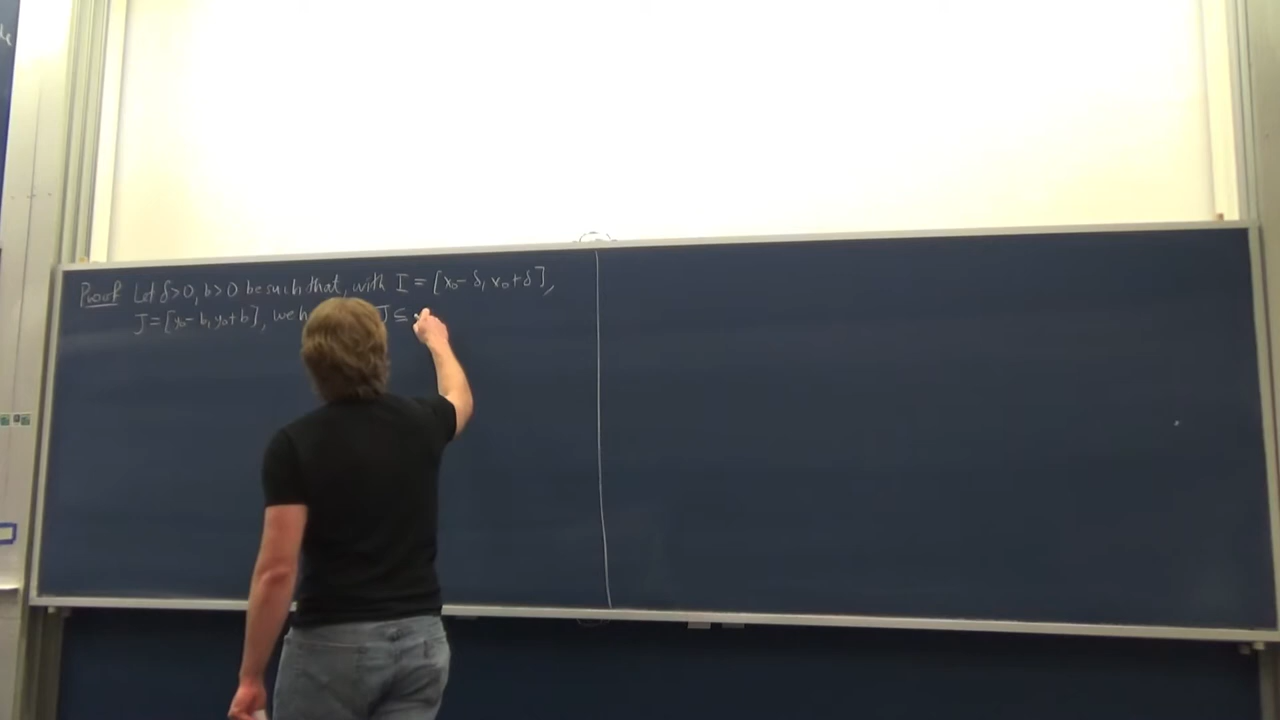 Proof Let δ>0, b>0 be such that, with I = [x₀-δ, x₀+δ],
J=[y₀-b, y₀+b], we J ⊆